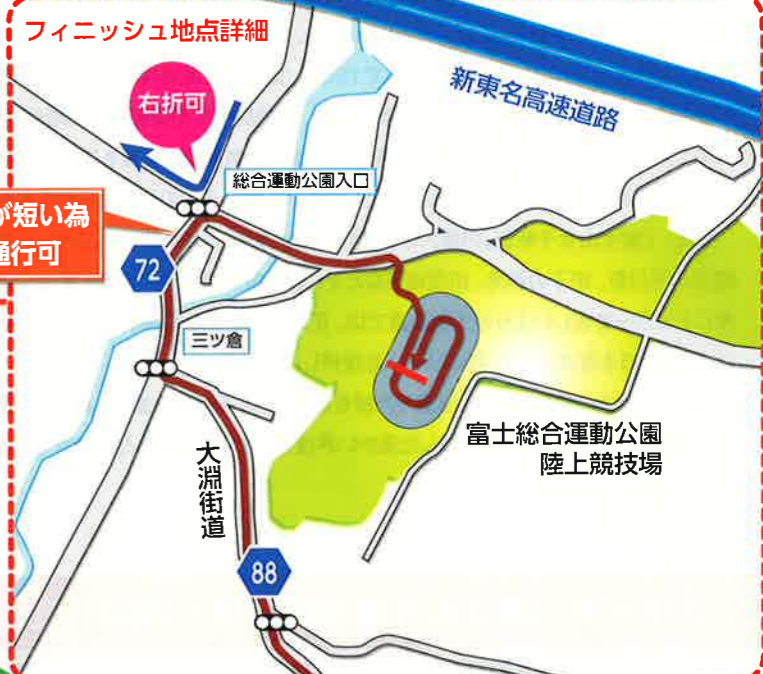 フィニッシュ地点詳細
新東名高速道路
右折可
総合運動公園入口
が短い為
通行可
72
三ツ倉
富士総合運動公園
陸上競技場
大淵街道
88